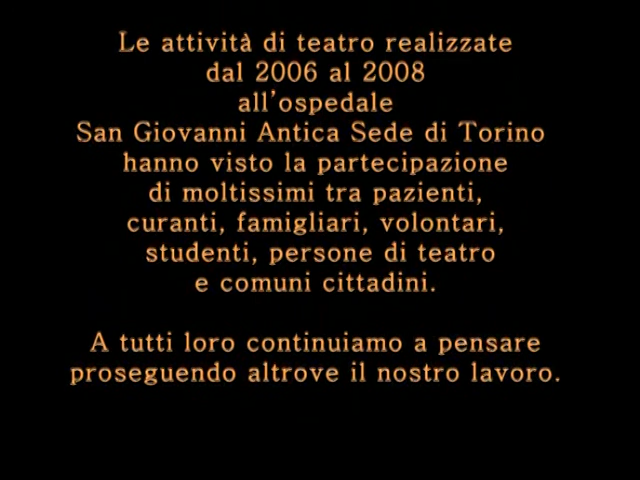 Le attività di teatro realizzate
dal 2006 al 2008
all'ospedale
San Giovanni Antica Sede di Torino
hanno visto la partecipazione
di moltissimi tra pazienti,
curanti, famigliari, volontari,
studenti, persone di teatro
e comuni cittadini.
A tutti loro continuiamo a pensare
proseguendo altrove il nostro lavoro.